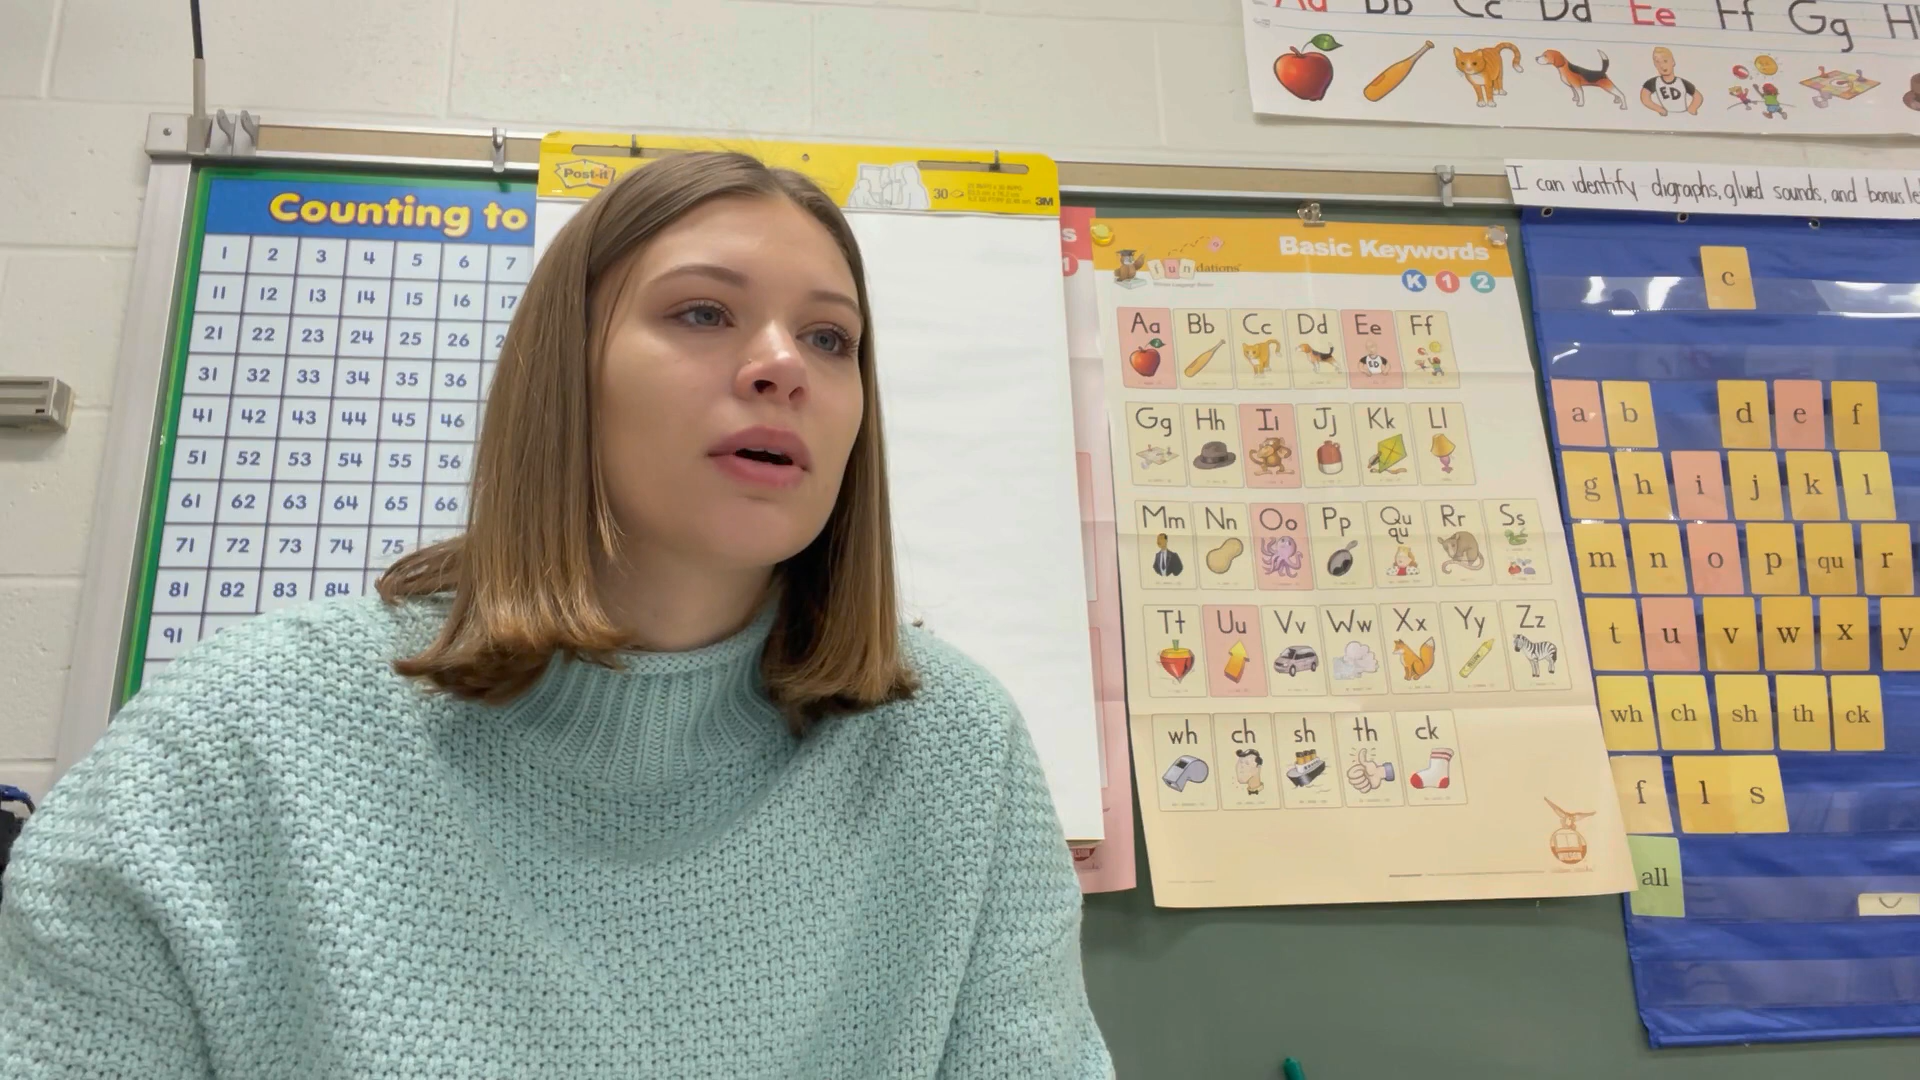 Aa Bb Cc Dd Ee Ff Gg
ED
I can identify digraphs, glued sounds, and bonus
Post-it
30
3M
Counting to
1 2 3 4 5 6 7
11 12 13 14 15 16 17
21 22 23 24 25 26
31 32 33 34 35 36
41 42 43 44 45 46
51 52 53 54 55 56
61 62 63 64 65 66
71 72 73 74 75
81 82 83 84
91
s
1
fundations
Basic Keywords
K 1 2
Aa Bb Cc Dd Ee Ff
ED
Gg Hh Ii Jj Kk Ll
Mm Nn Oo Pp Qu qu Rr Ss
Tt Uu Vv Ww Xx Yy Zz
wh ch sh th ck
WILSON
c
a b d e f
g h i j k l
m n o p qu r
t u v w x y
wh ch sh th ck
f l s
all